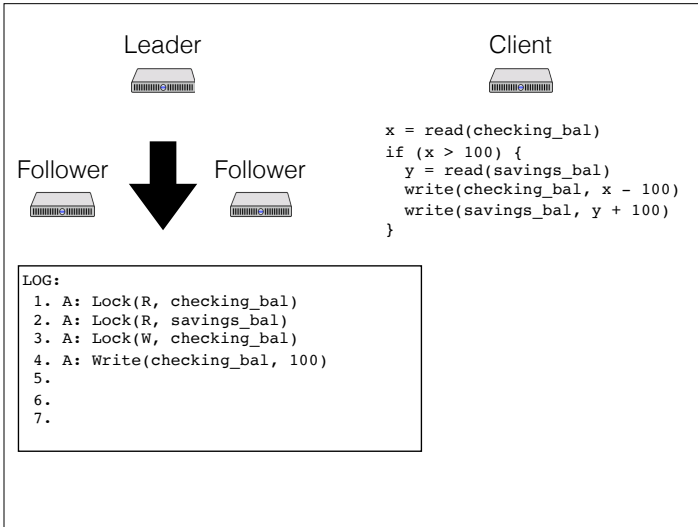 Leader
Client
Follower
Follower
x = read(checking_bal)
if (x > 100) {
  y = read(savings_bal)
  write(checking_bal, x - 100)
  write(savings_bal, y + 100)
}
LOG:
1. A: Lock(R, checking_bal)
2. A: Lock(R, savings_bal)
3. A: Lock(W, checking_bal)
4. A: Write(checking_bal, 100)
5.
6.
7.